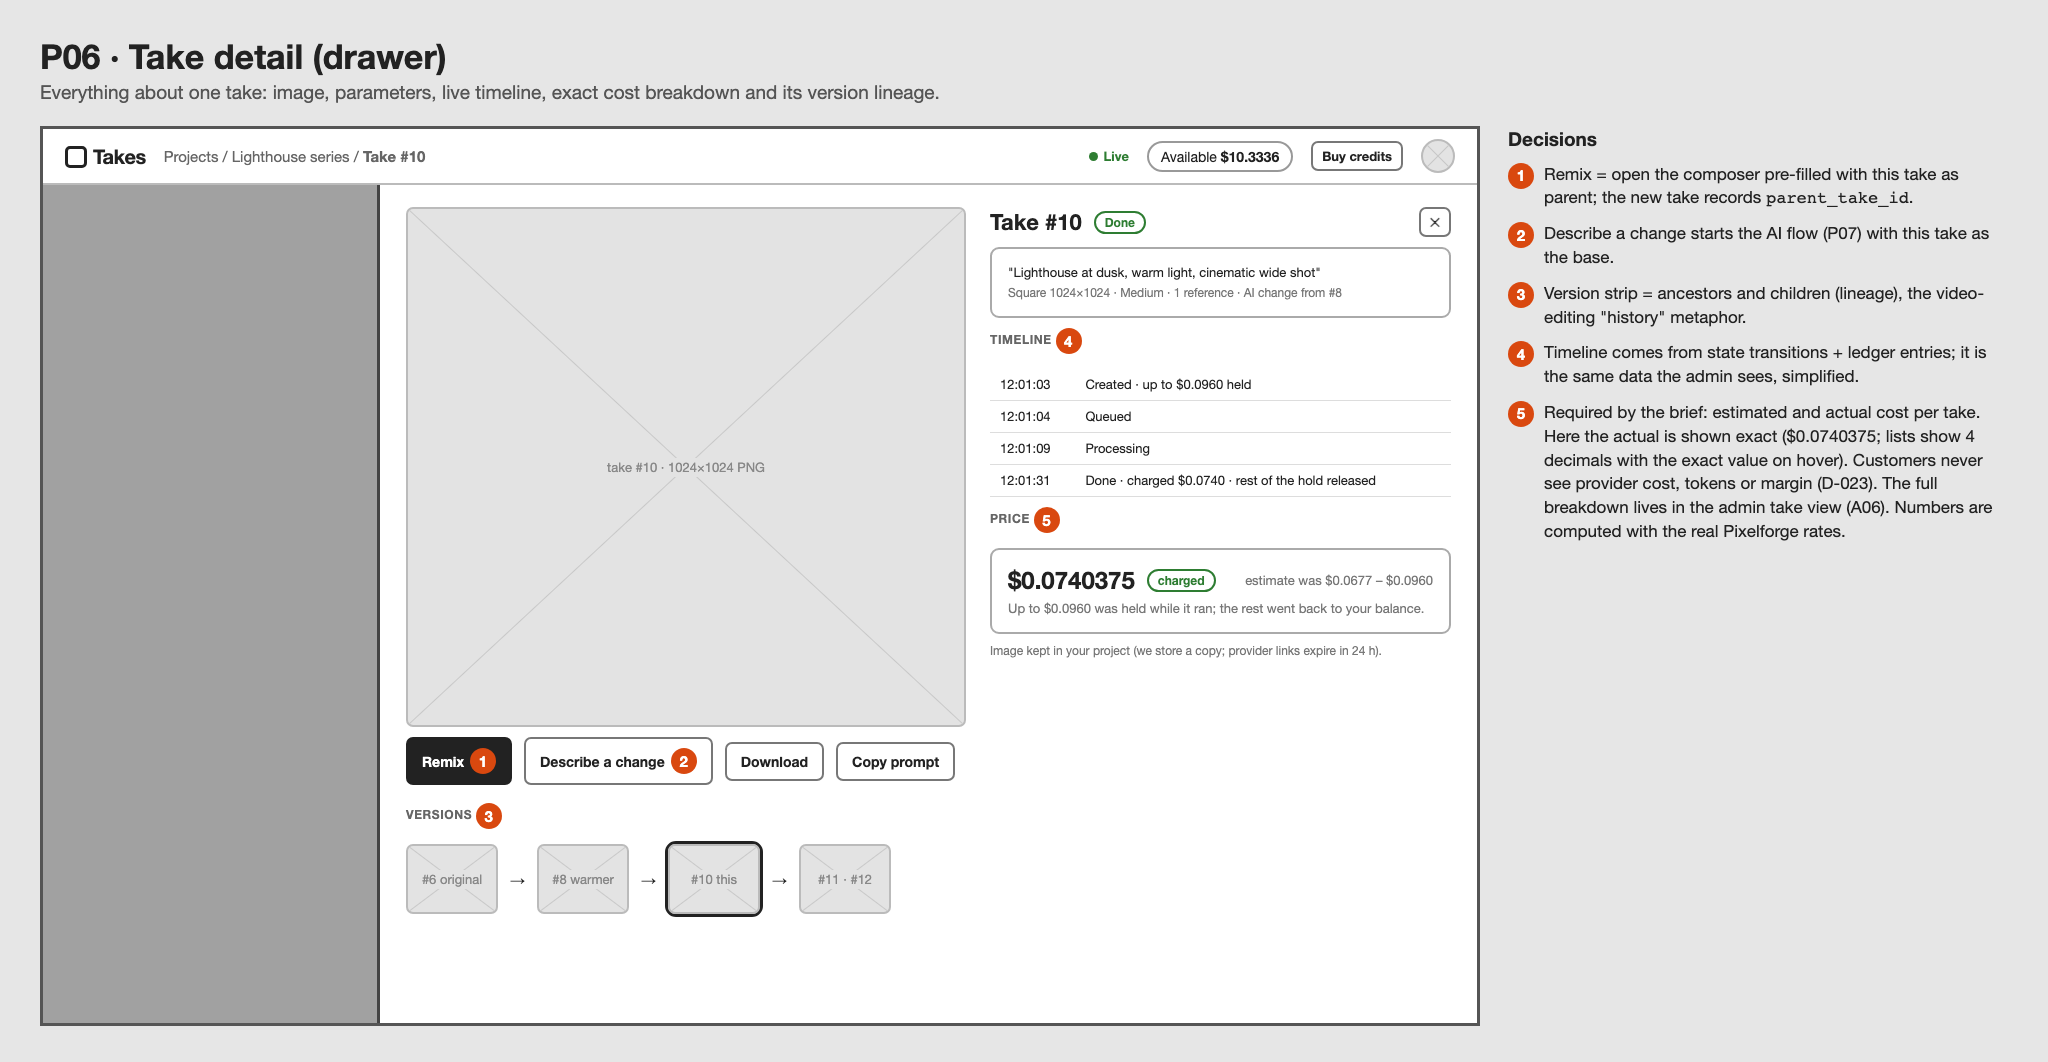 P06 · Take detail (drawer)
Everything about one take: image, parameters, live timeline, exact cost breakdown and its version lineage.
Takes
Projects / Lighthouse series / Take #10
Live
Available $10.3336
Buy credits
take #10 · 1024×1024 PNG
Remix 1
Describe a change 2
Download
Copy prompt
VERSIONS 3
#6 original
→
#8 warmer
→
#10 this
→
#11 · #12
Take #10
Done
×
"Lighthouse at dusk, warm light, cinematic wide shot"
Square 1024×1024 · Medium · 1 reference · AI change from #8
TIMELINE 4
12:01:03 Created · up to $0.0960 held
12:01:04 Queued
12:01:09 Processing
12:01:31 Done · charged $0.0740 · rest of the hold released
PRICE 5
$0.0740375 charged estimate was $0.0677 – $0.0960
Up to $0.0960 was held while it ran; the rest went back to your balance.
Image kept in your project (we store a copy; provider links expire in 24 h).
Decisions
1 Remix = open the composer pre-filled with this take as
parent; the new take records parent_take_id.
2 Describe a change starts the AI flow (P07) with this take as
the base.
3 Version strip = ancestors and children (lineage), the video-
editing "history" metaphor.
4 Timeline comes from state transitions + ledger entries; it is
the same data the admin sees, simplified.
5 Required by the brief: estimated and actual cost per take.
Here the actual is shown exact ($0.0740375; lists show 4
decimals with the exact value on hover). Customers never
see provider cost, tokens or margin (D-023). The full
breakdown lives in the admin take view (A06). Numbers are
computed with the real Pixelforge rates.